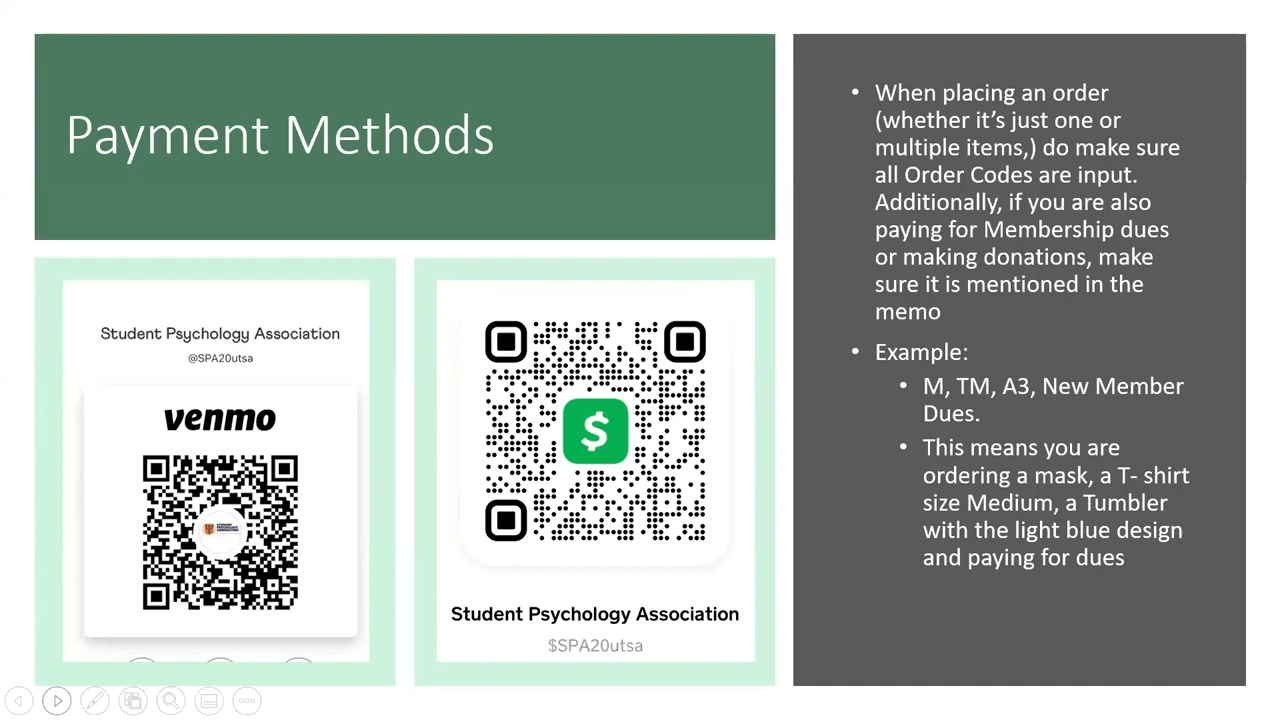 Payment Methods
Student Psychology Association
@SPA20utsa
venmo
$
Student Psychology Association
$SPA20utsa
• When placing an order
(whether it's just one or
multiple items,) do make sure
all Order Codes are input.
Additionally, if you are also
paying for Membership dues
or making donations, make
sure it is mentioned in the
memo
• Example:
• M, TM, A3, New Member
Dues.
• This means you are
ordering a mask, a T- shirt
size Medium, a Tumbler
with the light blue design
and paying for dues